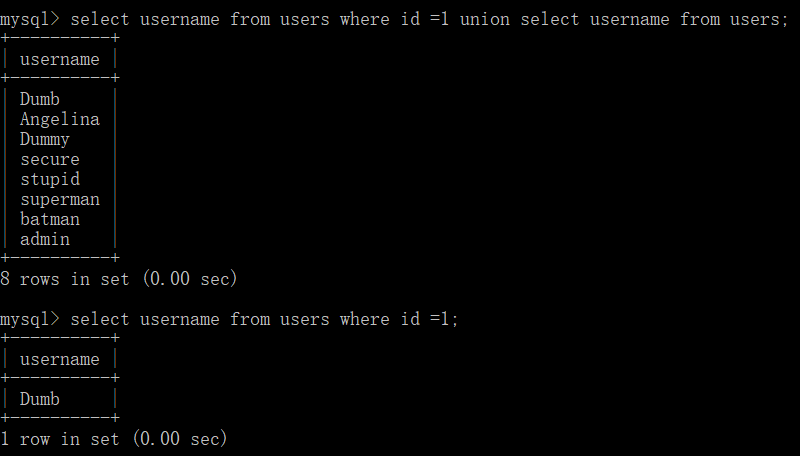 mysql> select username from users where id =1 union select username from users;
+----------+
| username |
+----------+
| Dumb     |
| Angelina |
| Dummy    |
| secure   |
| stupid   |
| superman |
| batman   |
| admin    |
+----------+
8 rows in set (0.00 sec)
mysql> select username from users where id =1;
+----------+
| username |
+----------+
| Dumb     |
+----------+
1 row in set (0.00 sec)